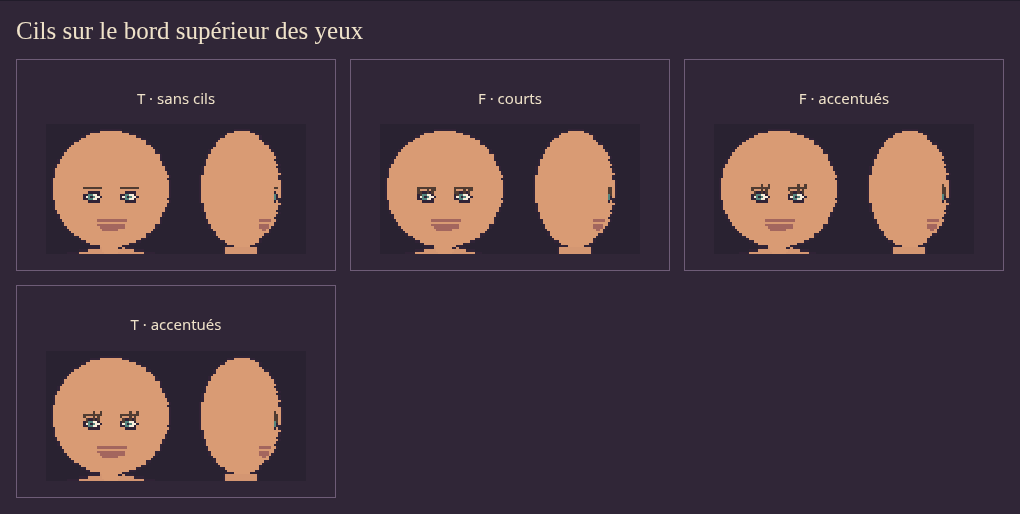 Cils sur le bord supérieur des yeux
T · sans cils
F · courts
F · accentués
T · accentués